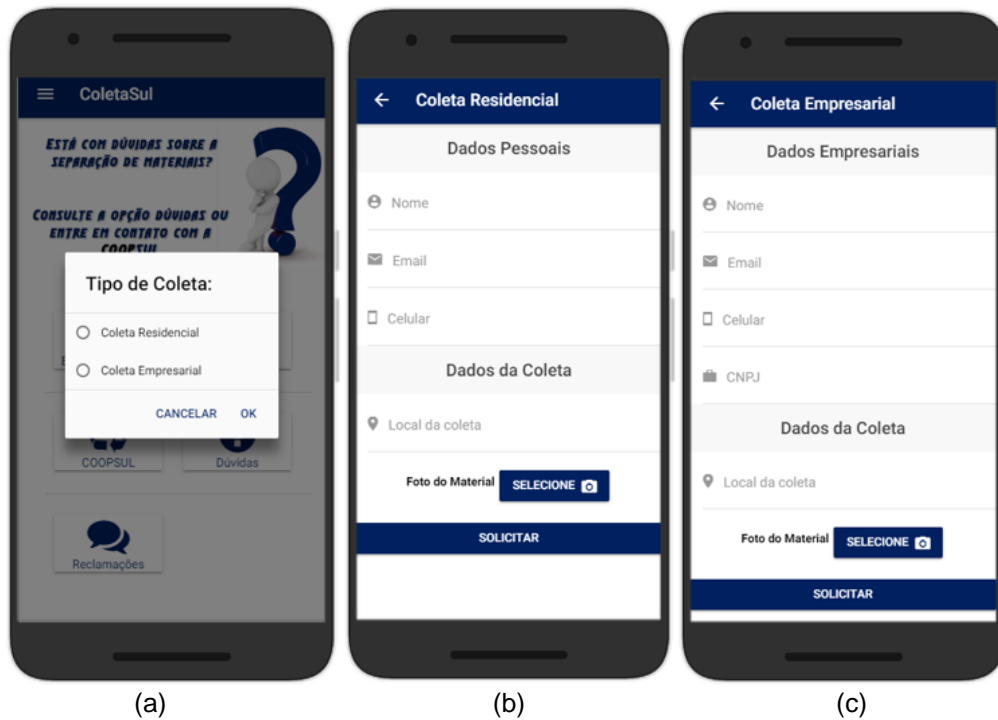 ColetaSul
ESTÁ COM DÚVIDAS SOBRE A
SEPARAÇÃO DE MATERIAIS?
CONSULTE A OPÇÃO DÚVIDAS OU
ENTRE EM CONTATO COM A
COOPSUL
Tipo de Coleta:
Coleta Residencial
Coleta Empresarial
CANCELAR OK
COOPSUL Dúvidas
Reclamações
(a)
Coleta Residencial
Dados Pessoais
Nome
Email
Celular
Dados da Coleta
Local da coleta
Foto do Material SELECIONE
SOLICITAR
(b)
Coleta Empresarial
Dados Empresariais
Nome
Email
Celular
CNPJ
Dados da Coleta
Local da coleta
Foto do Material SELECIONE
SOLICITAR
(c)